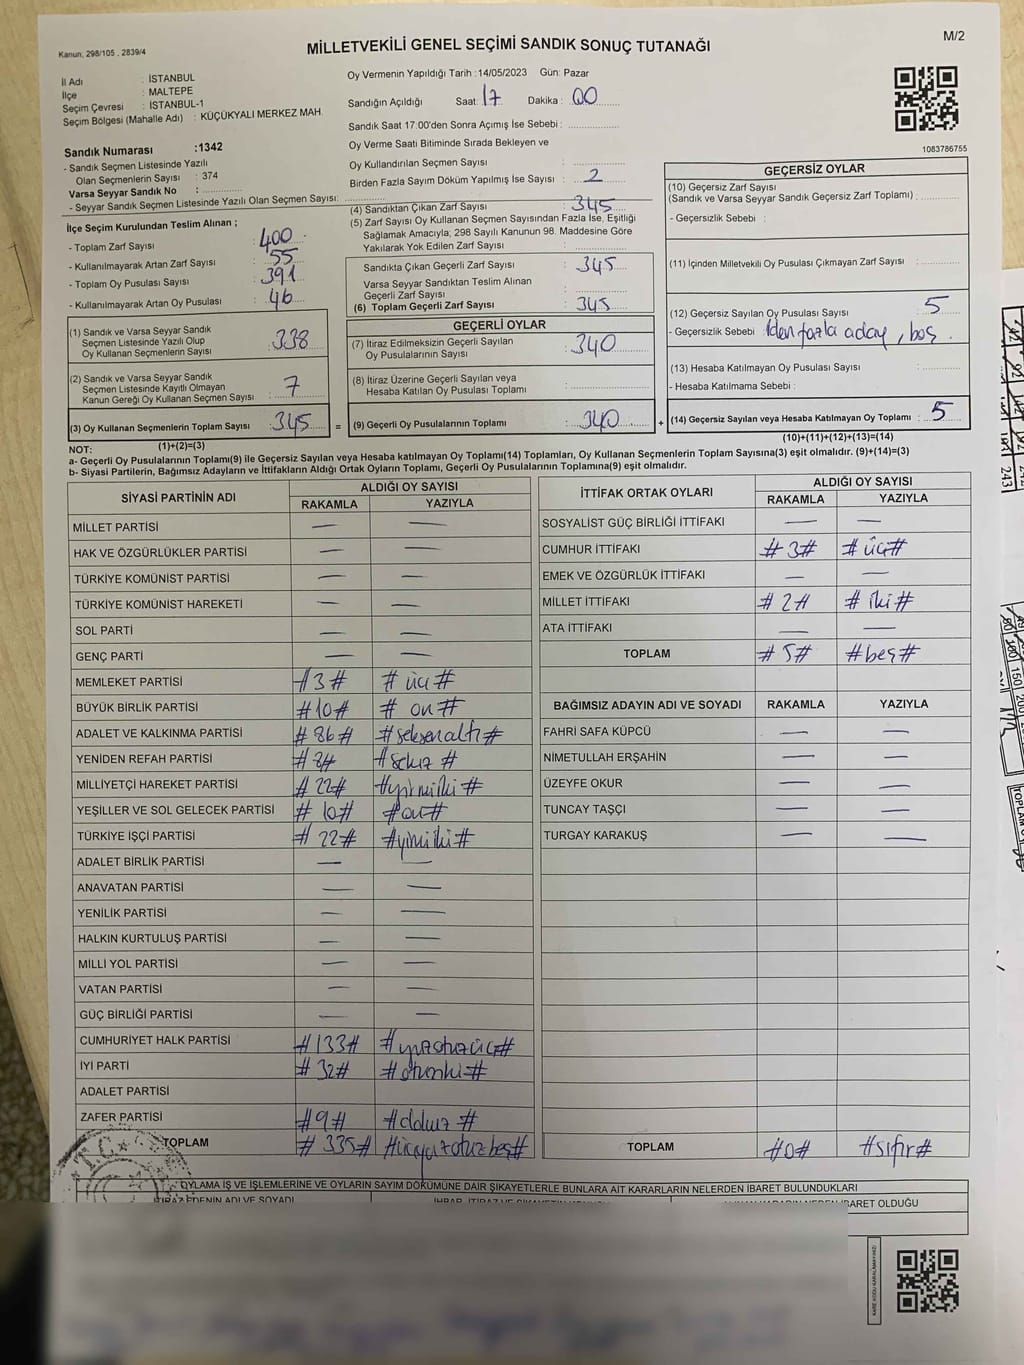 Kanun: 298/105 , 2839/4
MİLLETVEKİLİ GENEL SEÇİMİ SANDIK SONUÇ TUTANAĞI
M/2
İl Adı : İSTANBUL
İlçe : MALTEPE
Seçim Çevresi : İSTANBUL-1
Seçim Bölgesi (Mahalle Adı) : KÜÇÜKYALI MERKEZ MAH.
Sandık Numarası :1342
- Sandık Seçmen Listesinde Yazılı
Olan Seçmenlerin Sayısı : 374
Varsa Seyyar Sandık No :
- Seyyar Sandık Seçmen Listesinde Yazılı Olan Seçmen Sayısı:
Oy Vermenin Yapıldığı Tarih :14/05/2023 Gün: Pazar
Sandığın Açıldığı Saat: 17 Dakika : 00
Sandık Saat 17:00'den Sonra Açımış İse Sebebi :
Oy Verme Saati Bitiminde Sırada Bekleyen ve
Oy Kullandırılan Seçmen Sayısı :
Birden Fazla Sayım Döküm Yapılmış İse Sayısı : 2
1083786755
İlçe Seçim Kurulundan Teslim Alınan ;
- Toplam Zarf Sayısı : 400
- Kullanılmayarak Artan Zarf Sayısı : 55
- Toplam Oy Pusulası Sayısı : 391
- Kullanılmayarak Artan Oy Pusulası : 46
(1) Sandık ve Varsa Seyyar Sandık
Seçmen Listesinde Yazılı Olup
Oy Kullanan Seçmenlerin Sayısı : 338
(2) Sandık ve Varsa Seyyar Sandık
Seçmen Listesinde Kayıtlı Olmayan
Kanun Gereği Oy Kullanan Seçmen Sayısı : 7
(3) Oy Kullanan Seçmenlerin Toplam Sayısı : 345 =
(4) Sandıktan Çıkan Zarf Sayısı : 345
(5) Zarf Sayısı Oy Kullanan Seçmen Sayısından Fazla İse, Eşitliği
Sağlamak Amacıyla; 298 Sayılı Kanunun 98. Maddesine Göre
Yakılarak Yok Edilen Zarf Sayısı :
Sandıkta Çıkan Geçerli Zarf Sayısı : 345
Varsa Seyyar Sandıktan Teslim Alınan
Geçerli Zarf Sayısı :
(6) Toplam Geçerli Zarf Sayısı : 345
GEÇERLİ OYLAR
(7) İtiraz Edilmeksizin Geçerli Sayılan
Oy Pusulalarının Sayısı : 340
(8) İtiraz Üzerine Geçerli Sayılan veya
Hesaba Katılan Oy Pusulası Toplamı :
(9) Geçerli Oy Pusulalarının Toplamı : 340 +
GEÇERSİZ OYLAR
(10) Geçersiz Zarf Sayısı
(Sandık ve Varsa Seyyar Sandık Geçersiz Zarf Toplamı) :
- Geçersizlik Sebebi :
(11) İçinden Milletvekili Oy Pusulası Çıkmayan Zarf Sayısı :
(12) Geçersiz Sayılan Oy Pusulası Sayısı : 5
- Geçersizlik Sebebi : 1den fazla aday, boş.
(13) Hesaba Katılmayan Oy Pusulası Sayısı :
- Hesaba Katılmama Sebebi :
(14) Geçersiz Sayılan veya Hesaba Katılmayan Oy Toplamı : 5
NOT: (1)+(2)=(3)
(10)+(11)+(12)+(13)=(14)
a- Geçerli Oy Pusulalarının Toplamı(9) ile Geçersiz Sayılan veya Hesaba katılmayan Oy Toplamı(14) Toplamları, Oy Kullanan Seçmenlerin Toplam Sayısına(3) eşit olmalıdır. (9)+(14)=(3)
b- Siyasi Partilerin, Bağımsız Adayların ve İttifakların Aldığı Ortak Oyların Toplamı, Geçerli Oy Pusulalarının Toplamına(9) eşit olmalıdır.
SİYASİ PARTİNİN ADI ALDIĞI OY SAYISI
RAKAMLA YAZIYLA
MİLLET PARTİSİ — —
HAK VE ÖZGÜRLÜKLER PARTİSİ — —
TÜRKİYE KOMÜNİST PARTİSİ — —
TÜRKİYE KOMÜNİST HAREKETİ — —
SOL PARTİ — —
GENÇ PARTİ — —
MEMLEKET PARTİSİ #3# #üç#
BÜYÜK BİRLİK PARTİSİ #10# # on#
ADALET VE KALKINMA PARTİSİ #86# #seksenaltı#
YENİDEN REFAH PARTİSİ #8# #sekiz #
MİLLİYETÇİ HAREKET PARTİSİ #22# #yirmiiki#
YEŞİLLER VE SOL GELECEK PARTİSİ #10# #on#
TÜRKİYE İŞÇİ PARTİSİ #22# #yirmiiki#
ADALET BİRLİK PARTİSİ — —
ANAVATAN PARTİSİ — —
YENİLİK PARTİSİ — —
HALKIN KURTULUŞ PARTİSİ — —
MİLLİ YOL PARTİSİ — —
VATAN PARTİSİ — —
GÜÇ BİRLİĞİ PARTİSİ — —
CUMHURİYET HALK PARTİSİ #133# #yüzotuzüç#
İYİ PARTİ #32# #otuziki#
ADALET PARTİSİ
ZAFER PARTİSİ #9# #dokuz #
TOPLAM #335# #üçyüzotuzbeş#
İTTİFAK ORTAK OYLARI ALDIĞI OY SAYISI
RAKAMLA YAZIYLA
SOSYALİST GÜÇ BİRLİĞİ İTTİFAKI — —
CUMHUR İTTİFAKI #3# #üç#
EMEK VE ÖZGÜRLÜK İTTİFAKI — —
MİLLET İTTİFAKI #2# #iki#
ATA İTTİFAKI — —
TOPLAM #5# #beş#
BAĞIMSIZ ADAYIN ADI VE SOYADI RAKAMLA YAZIYLA
FAHRİ SAFA KÜPCÜ — —
NİMETULLAH ERŞAHİN — —
ÜZEYFE OKUR — —
TUNCAY TAŞÇI — —
TURGAY KARAKUŞ — —
TOPLAM #0# #sıfır#
T.C.
OYLAMA İŞ VE İŞLEMLERİNE VE OYLARIN SAYIM DÖKÜMÜNE DAİR ŞİKAYETLERLE BUNLARA AİT KARARLARIN NELERDEN İBARET BULUNDUKLARI